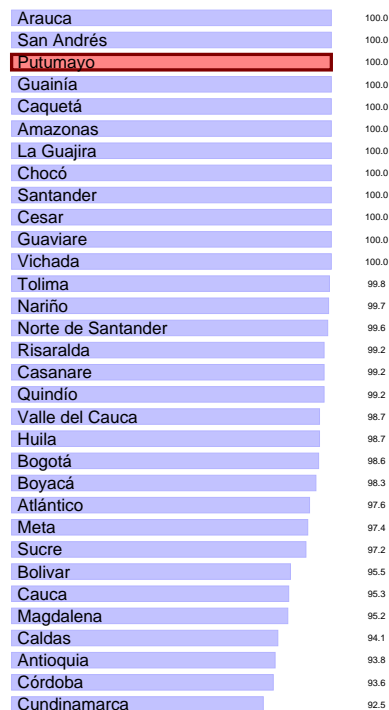 Arauca 100.0
San Andrés 100.0
Putumayo 100.0
Guainía 100.0
Caquetá 100.0
Amazonas 100.0
La Guajira 100.0
Chocó 100.0
Santander 100.0
Cesar 100.0
Guaviare 100.0
Vichada 100.0
Tolima 99.8
Nariño 99.7
Norte de Santander 99.6
Risaralda 99.2
Casanare 99.2
Quindío 99.2
Valle del Cauca 98.7
Huila 98.7
Bogotá 98.6
Boyacá 98.3
Atlántico 97.6
Meta 97.4
Sucre 97.2
Bolivar 95.5
Cauca 95.3
Magdalena 95.2
Caldas 94.1
Antioquia 93.8
Córdoba 93.6
Cundinamarca 92.5